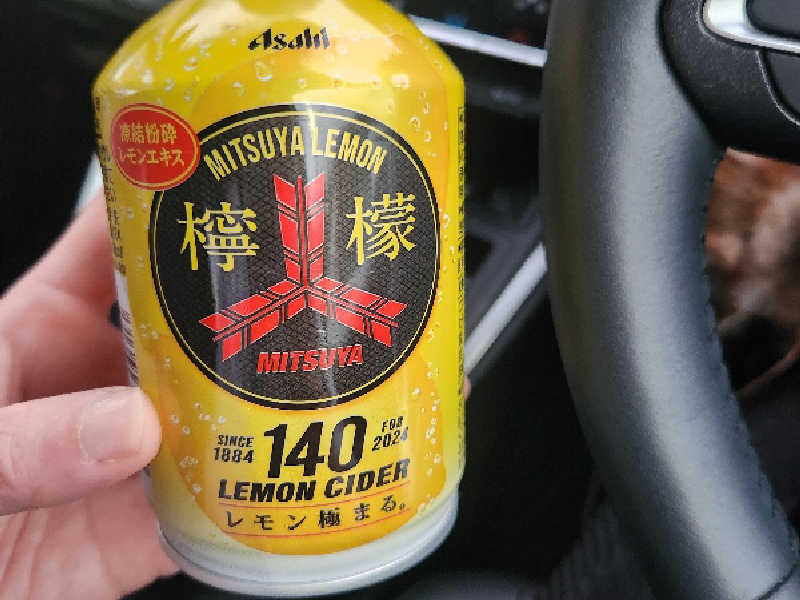 Asahi
凍結粉砕
レモンエキス
MITSUYA LEMON
檸檬
MITSUYA
SINCE
1884
140
FOR
2024
LEMON CIDER
レモン極まる。